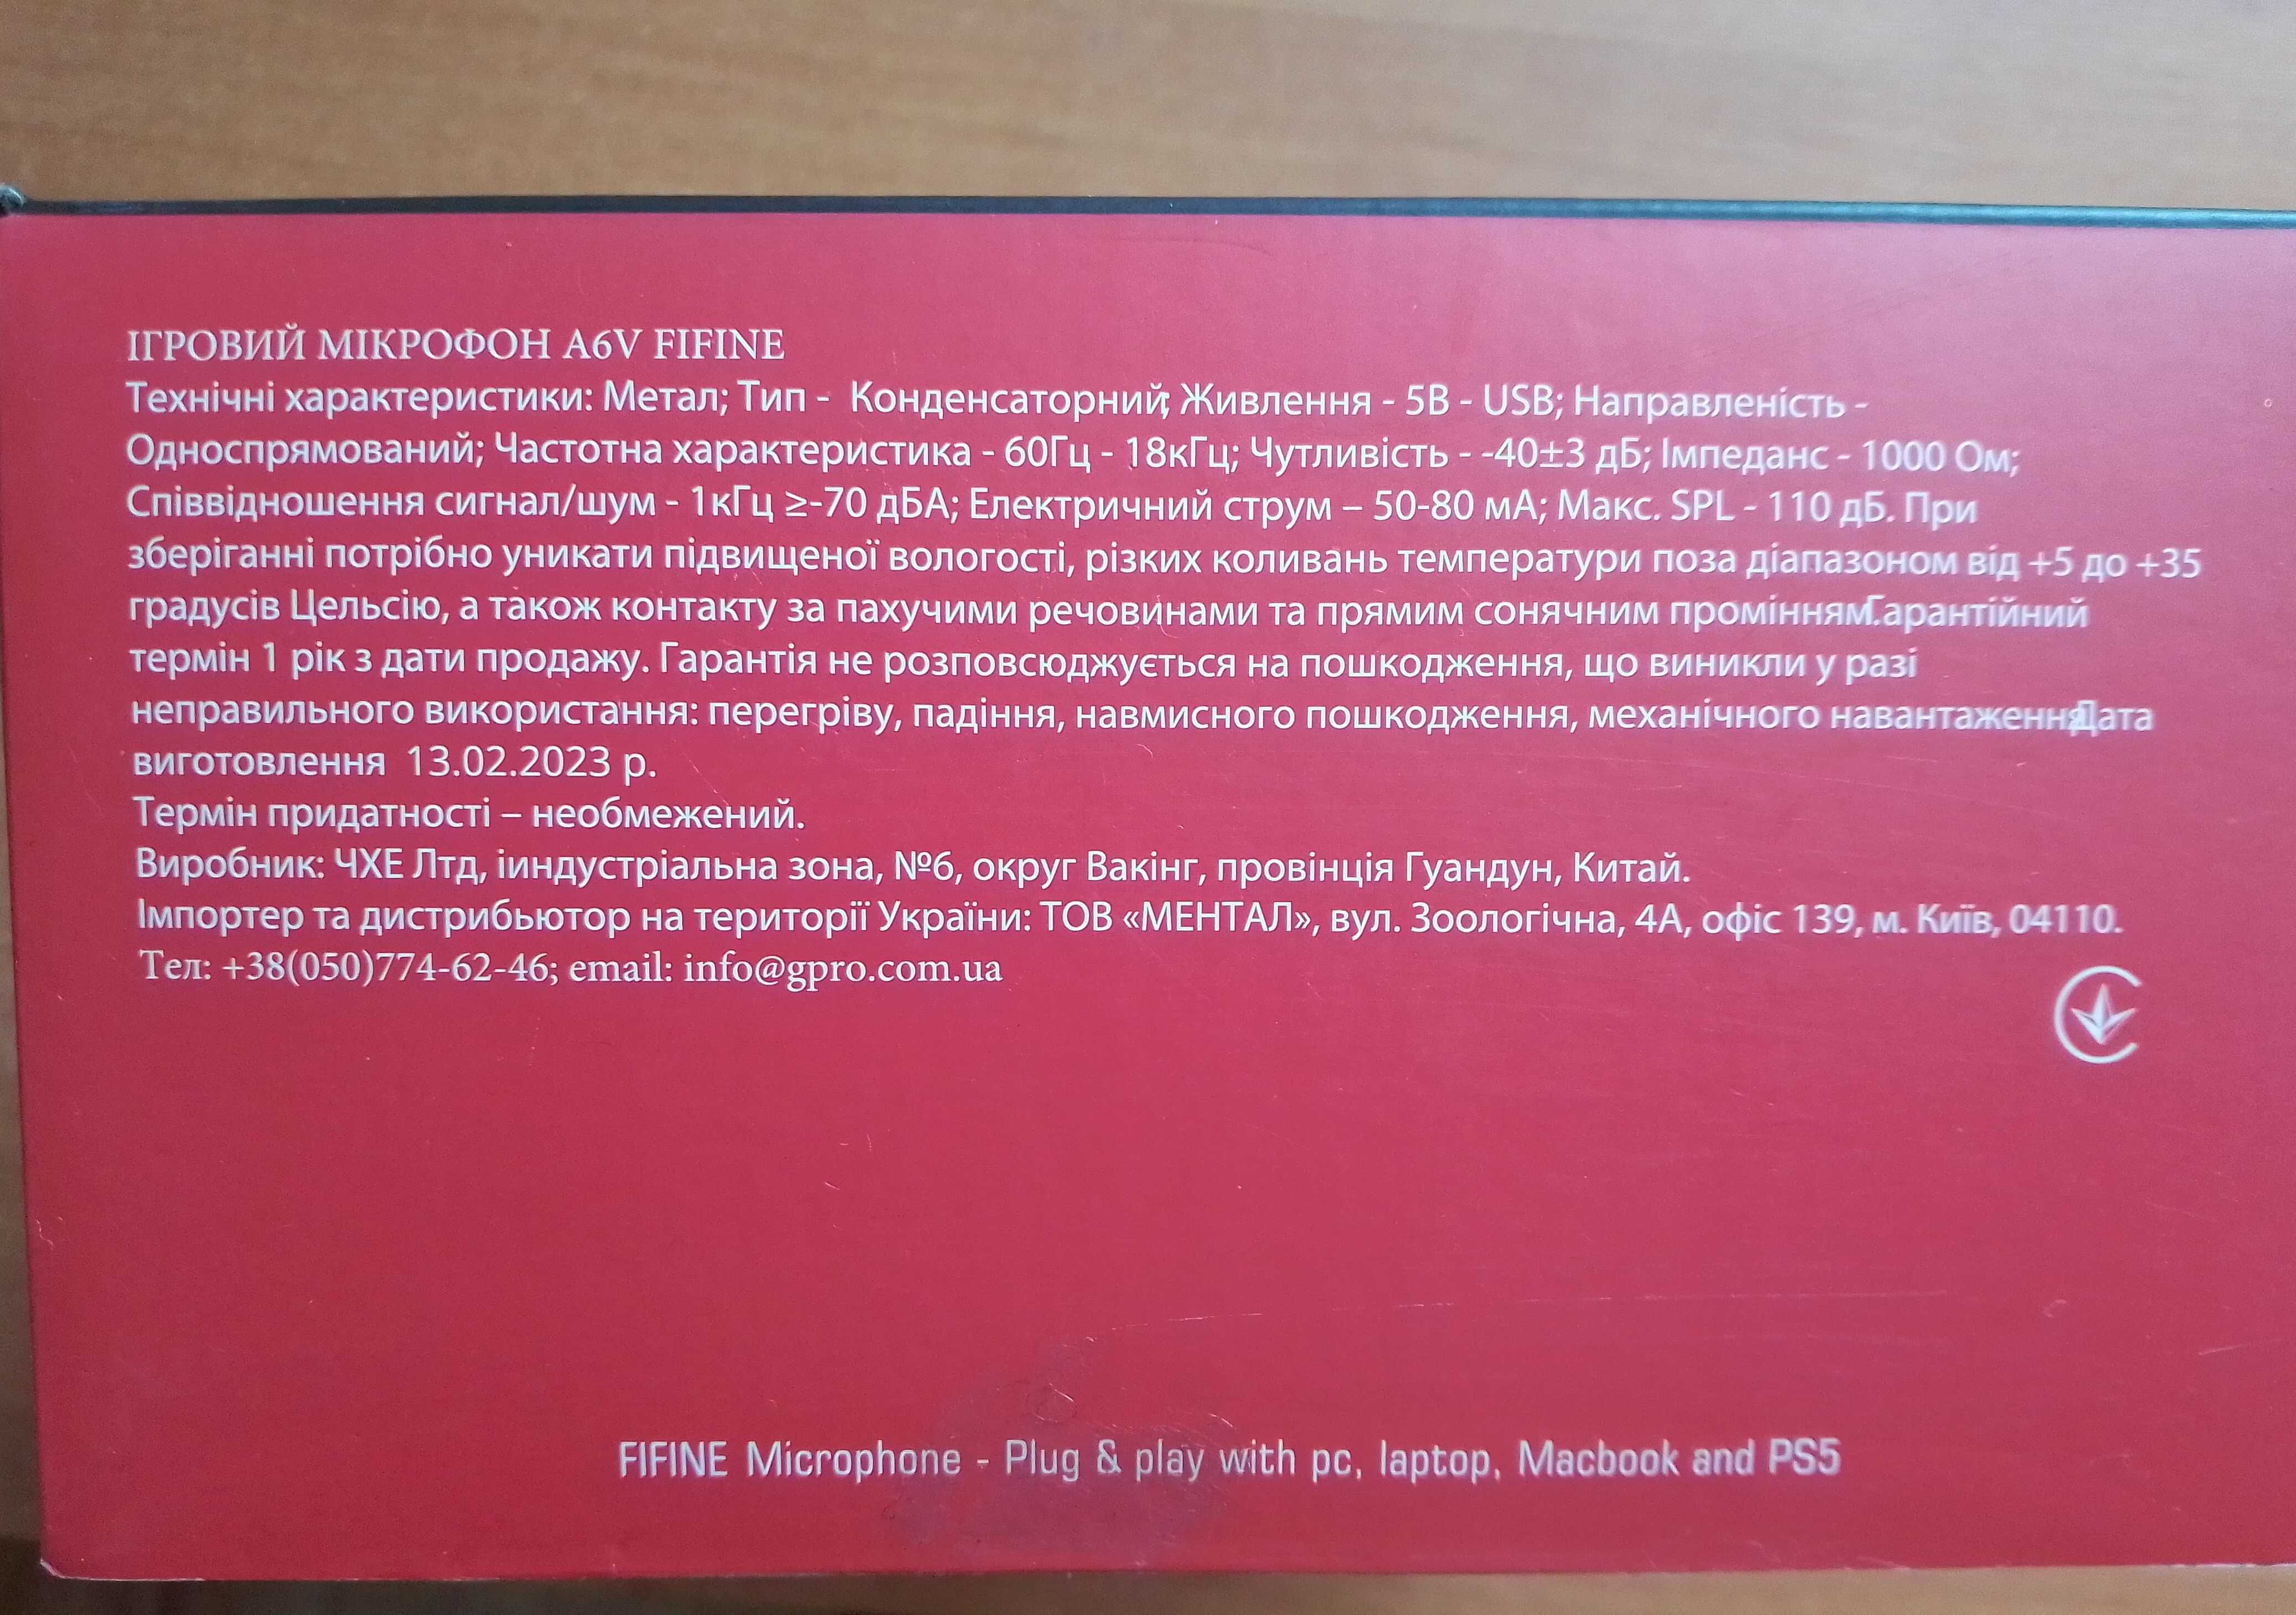 ІГРОВИЙ МІКРОФОН A6V FIFINE
Технічні характеристики: Метал; Тип - Конденсаторний; Живлення - 5В - USB; Направленість -
Односпрямований; Частотна характеристика - 60Гц - 18кГц; Чутливість - -40±3 дБ; Імпеданс - 1000 Ом;
Співвідношення сигнал/шум - 1кГц ≥-70 дБА; Електричний струм – 50-80 мА; Макс. SPL - 110 дБ. При
зберіганні потрібно уникати підвищеної вологості, різких коливань температури поза діапазоном від +5 до +35
градусів Цельсію, а також контакту за пахучими речовинами та прямим сонячним промінням.Гарантійний
термін 1 рік з дати продажу. Гарантія не розповсюджується на пошкодження, що виникли у разі
неправильного використання: перегріву, падіння, навмисного пошкодження, механічного навантаження.Дата
виготовлення 13.02.2023 р.
Термін придатності – необмежений.
Виробник: ЧХЕ Лтд, іиндустріальна зона, №6, округ Вакінг, провінція Гуандун, Китай.
Імпортер та дистрибьютор на території України: ТОВ «МЕНТАЛ», вул. Зоологічна, 4А, офіс 139, м. Київ, 04110.
Тел: +38(050)774-62-46; email: info@gpro.com.ua
FIFINE Microphone - Plug & play with pc, laptop, Macbook and PS5